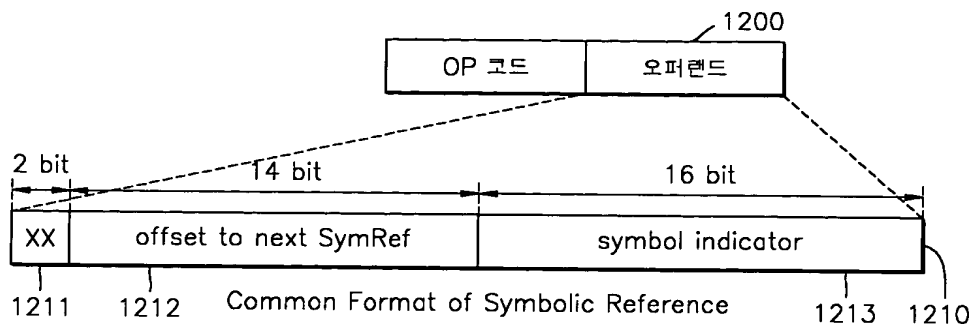 1200
OP 코드 오퍼랜드
2 bit 14 bit 16 bit
XX offset to next SymRef symbol indicator
1211 1212 Common Format of Symbolic Reference 1213 1210